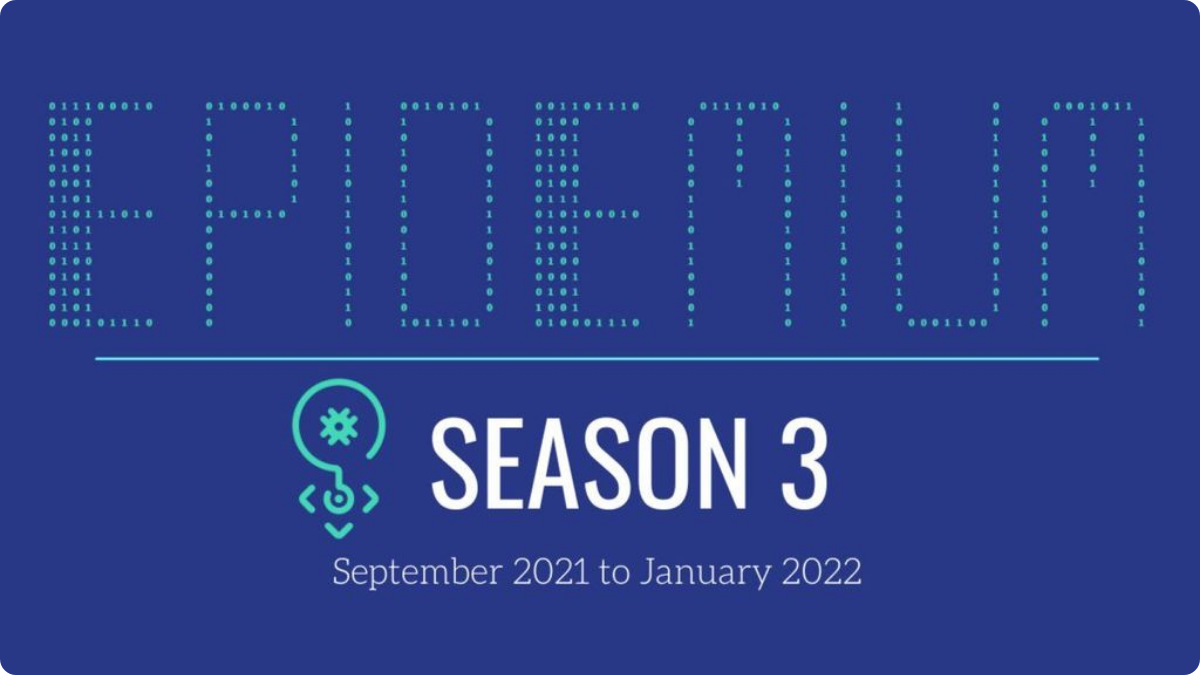 EPIDEMIUM
SEASON 3
September 2021 to January 2022